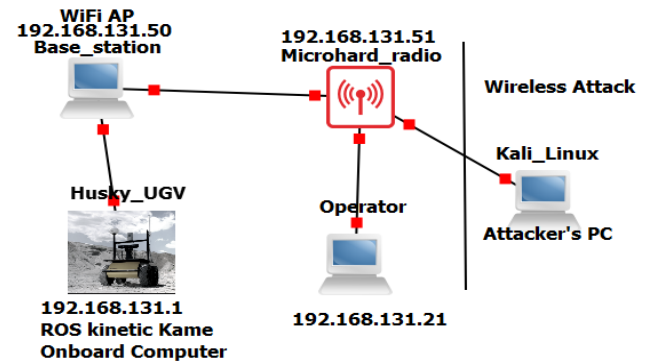 WiFi AP
192.168.131.50
Base_station
192.168.131.51
Microhard_radio
Wireless Attack
Kali_Linux
Attacker's PC
Husky_UGV
Operator
192.168.131.1
ROS kinetic Kame
Onboard Computer
192.168.131.21